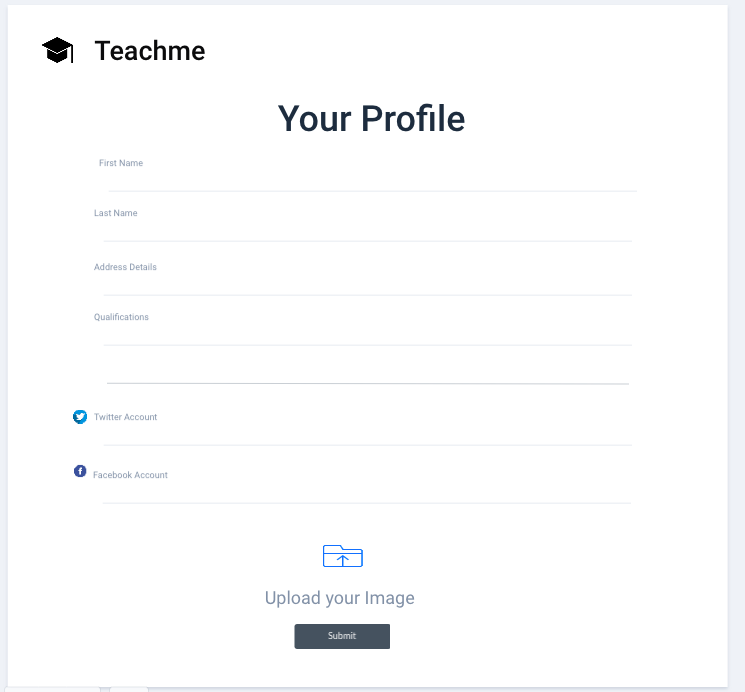 Teachme
Your Profile
First Name
Last Name
Address Details
Qualifications
Twitter Account
Facebook Account
Upload your Image
Submit